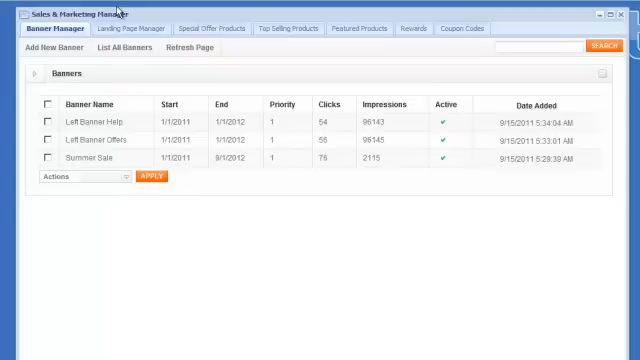 Sales & Marketing Manager
Banner Manager Landing Page Manager Special Offer Products Top Selling Products Featured Products Rewards Coupon Codes
Add New Banner List All Banners Refresh Page SEARCH
Banners
Banner Name Start End Priority Clicks Impressions Active Date Added
Left Banner Help 1/1/2011 1/1/2012 1 54 96143 9/15/2011 5:34:04 AM
Left Banner Offers 1/1/2011 1/1/2012 1 56 96145 9/15/2011 5:33:01 AM
Summer Sale 1/1/2011 9/1/2012 1 78 2115 9/15/2011 5:29:39 AM
Actions APPLY